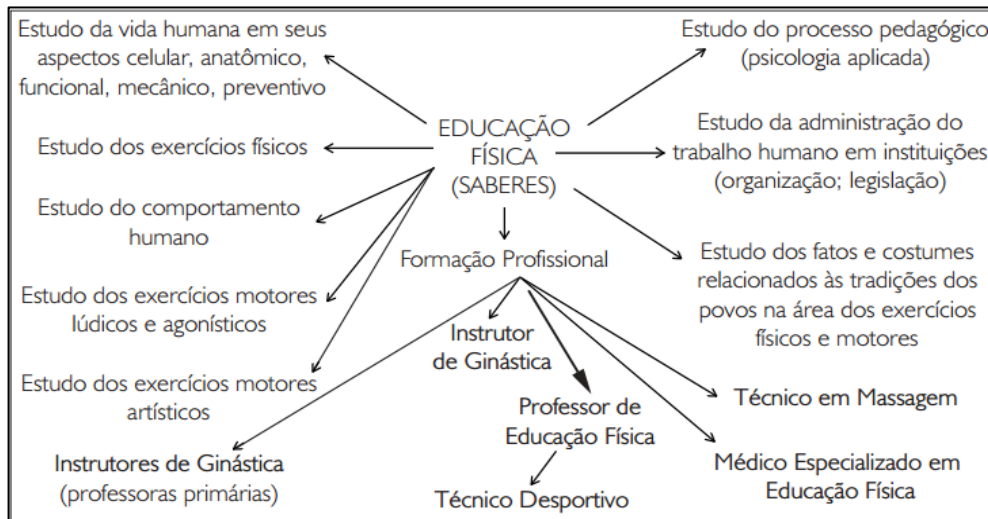 Estudo da vida humana em seus
aspectos celular, anatômico,
funcional, mecânico, preventivo
Estudo dos exercícios físicos
Estudo do comportamento
humano
Estudo dos exercícios motores
lúdicos e agonísticos
Estudo dos exercícios motores
artísticos
EDUCAÇÃO
FÍSICA
(SABERES)
Estudo do processo pedagógico
(psicologia aplicada)
Estudo da administração do
trabalho humano em instituições
(organização; legislação)
Estudo dos fatos e costumes
relacionados às tradições dos
povos na área dos exercícios
físicos e motores
Formação Profissional
Instrutor
de Ginástica
Professor de
Educação Física
Técnico em Massagem
Instrutores de Ginástica
(professoras primárias)
Técnico Desportivo
Médico Especializado em
Educação Física